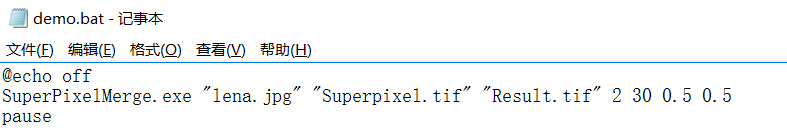 demo.bat - 记事本
文件(F) 编辑(E) 格式(O) 查看(V) 帮助(H)
@echo off
SuperPixelMerge.exe "lena.jpg" "Superpixel.tif" "Result.tif" 2 30 0.5 0.5
pause